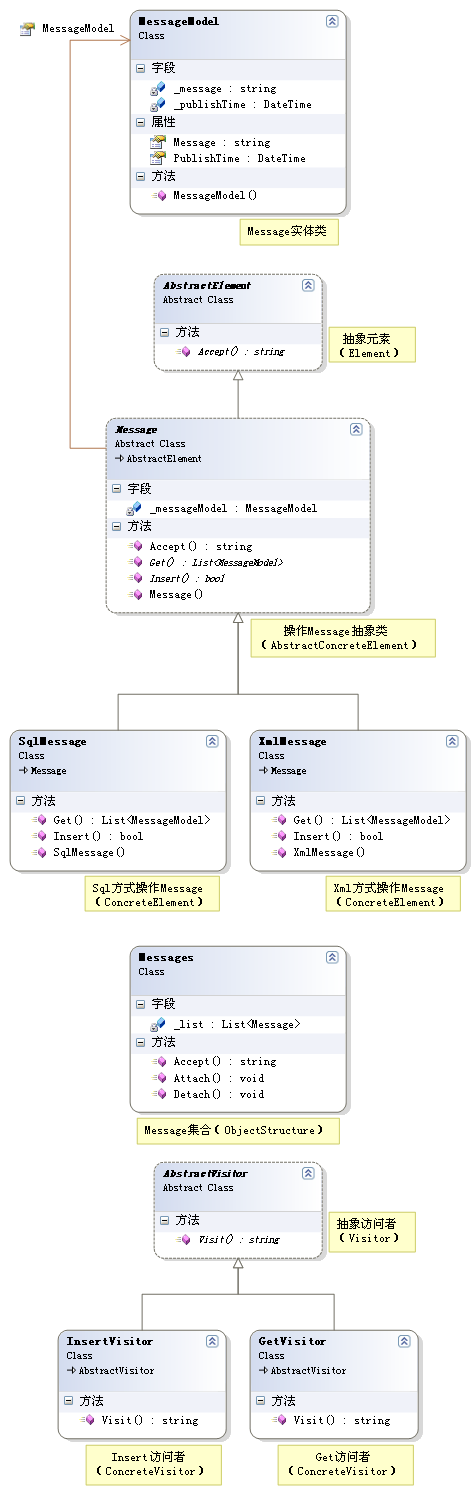 MessageModel
MessageModel
Class
字段
_message : string
_publishTime : DateTime
属性
Message : string
PublishTime : DateTime
方法
MessageModel()
Message实体类
AbstractElement
Abstract Class
方法
Accept() : string
抽象元素
(Element)
Message
Abstract Class
AbstractElement
字段
_messageModel : MessageModel
方法
Accept() : string
Get() : List<MessageModel>
Insert() : bool
Message()
操作Message抽象类
(AbstractConcreteElement)
SqlMessage
Class
Message
方法
Get() : List<MessageModel>
Insert() : bool
SqlMessage()
Sql方式操作Message
(ConcreteElement)
XmlMessage
Class
Message
方法
Get() : List<MessageModel>
Insert() : bool
XmlMessage()
Xml方式操作Message
(ConcreteElement)
Messages
Class
字段
_list : List<Message>
方法
Accept() : string
Attach() : void
Detach() : void
Message集合(ObjectStructure)
AbstractVisitor
Abstract Class
方法
Visit() : string
抽象访问者
(Visitor)
InsertVisitor
Class
AbstractVisitor
方法
Visit() : string
Insert访问者
(ConcreteVisitor)
GetVisitor
Class
AbstractVisitor
方法
Visit() : string
Get访问者
(ConcreteVisitor)